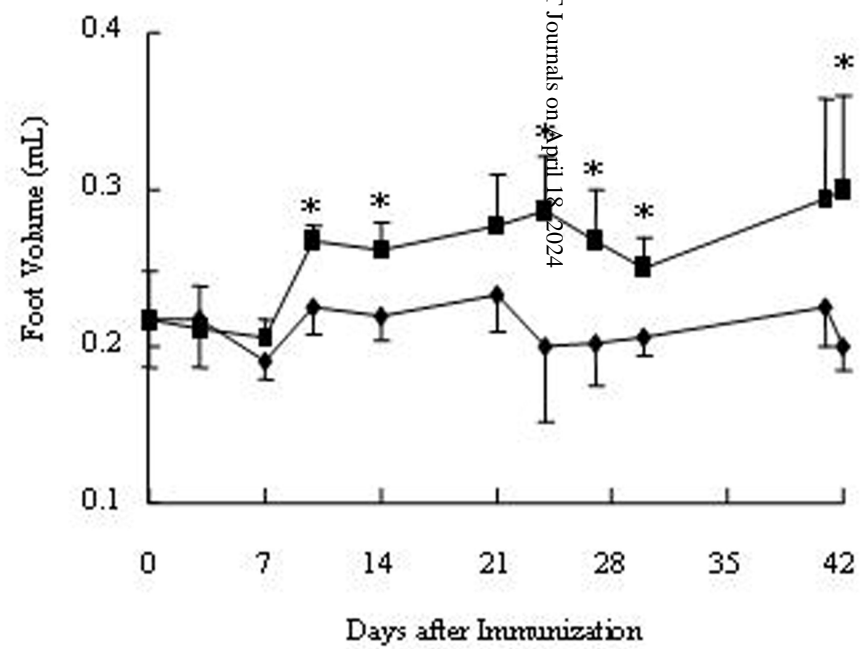 0.4
0.3
0.2
0.1
Foot Volume (mL)
* * * * * *
0 7 14 21 28 35 42
Days after Immunization
Journals on April 18, 2024